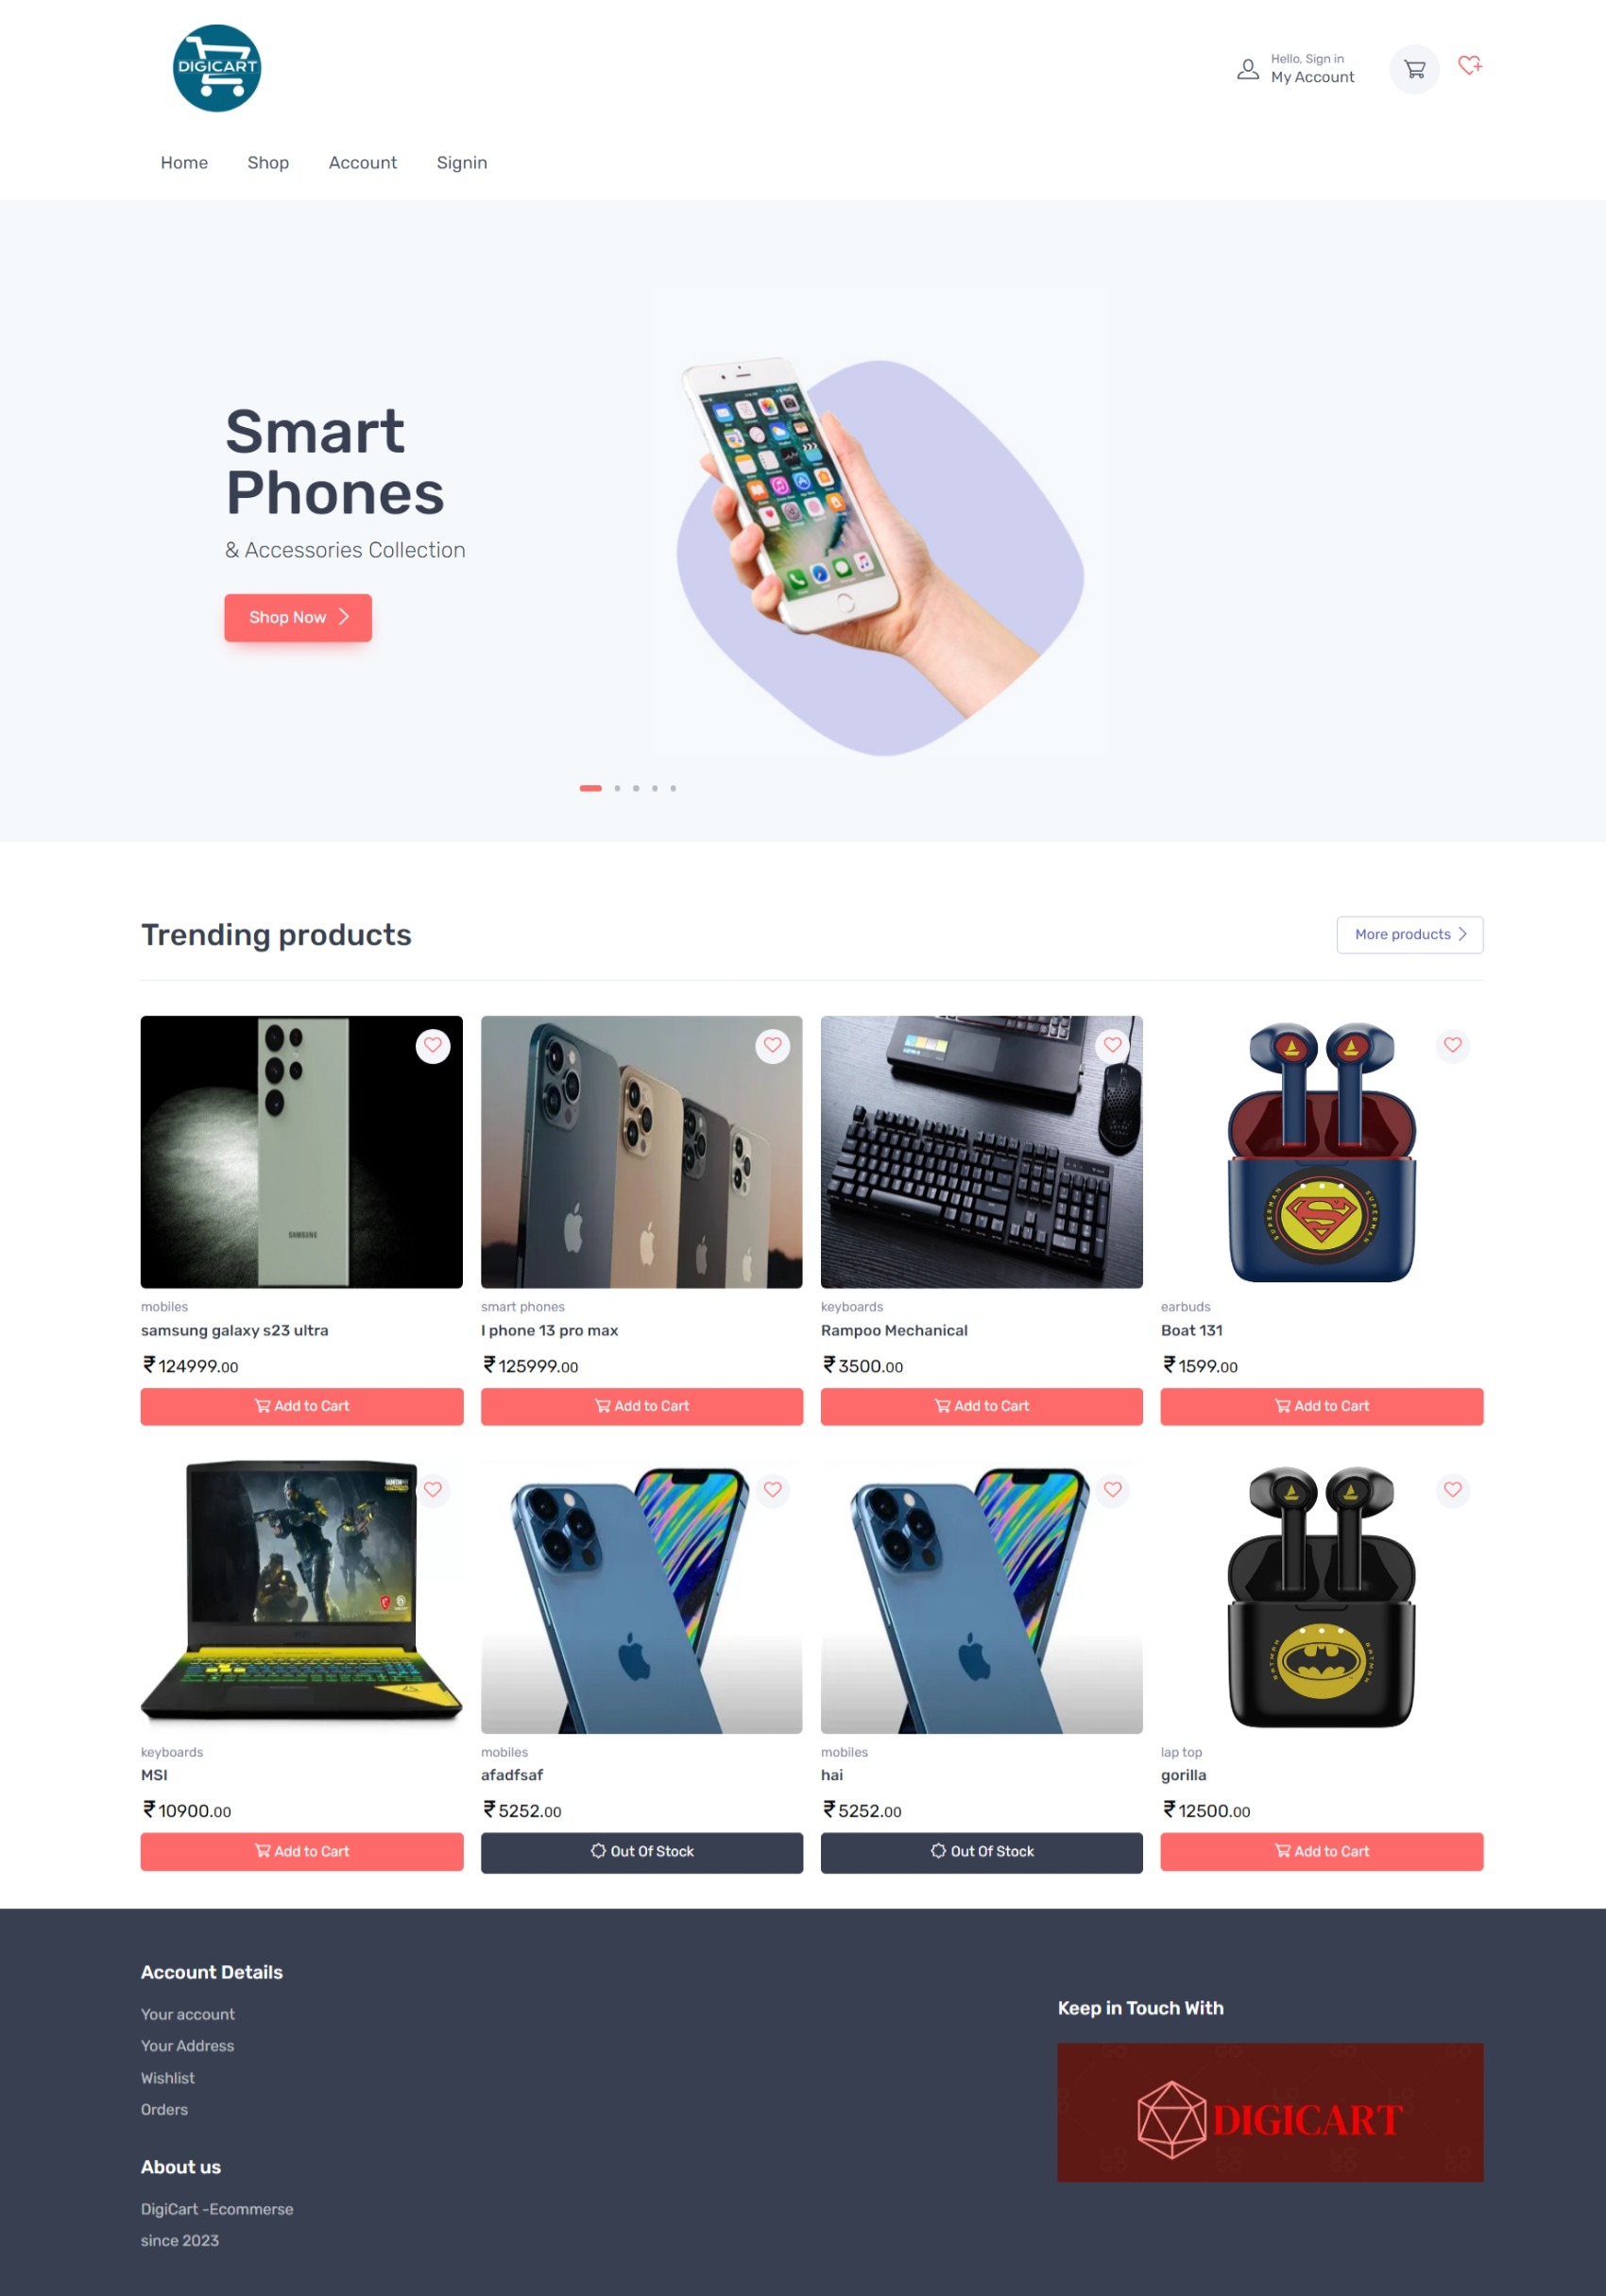 DIGICART
Hello, Sign in
My Account
Home Shop Account Signin
Smart
Phones
& Accessories Collection
Shop Now
Trending products
More products
SAMSUNG
SUPERMAN SUPERMAN
mobiles
samsung galaxy s23 ultra
₹124999.00
Add to Cart
smart phones
I phone 13 pro max
₹125999.00
Add to Cart
keyboards
Rampoo Mechanical
₹3500.00
Add to Cart
earbuds
Boat 131
₹1599.00
Add to Cart
BATMAN BATMAN
keyboards
MSI
₹10900.00
Add to Cart
mobiles
afadfsaf
₹5252.00
Out Of Stock
mobiles
hai
₹5252.00
Out Of Stock
lap top
gorilla
₹12500.00
Add to Cart
Account Details
Your account
Your Address
Wishlist
Orders
About us
DigiCart -Ecommerse
since 2023
Keep in Touch With
DIGICART